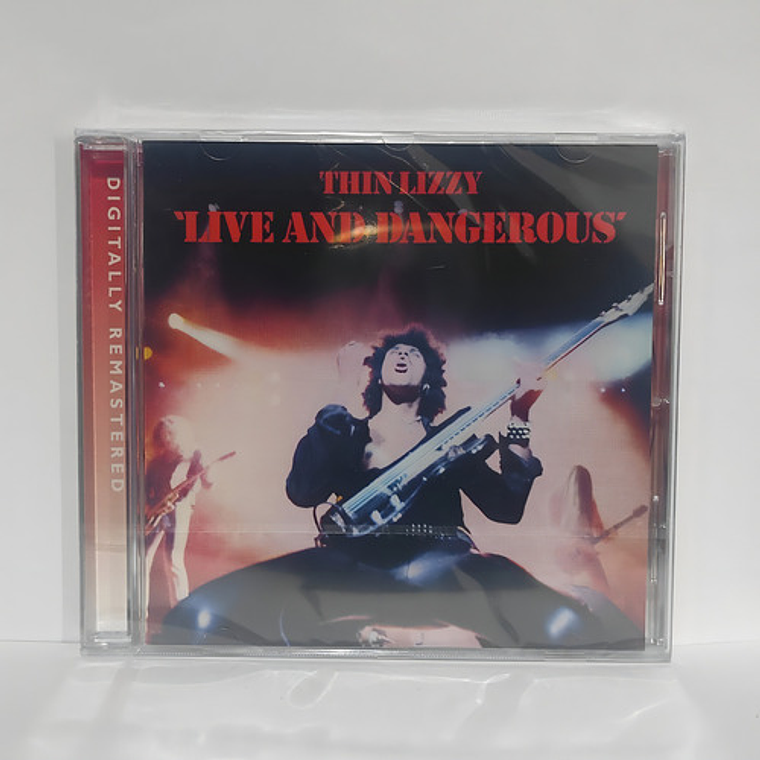 THIN LIZZY
'LIVE AND DANGEROUS'
DIGITALLY REMASTERED